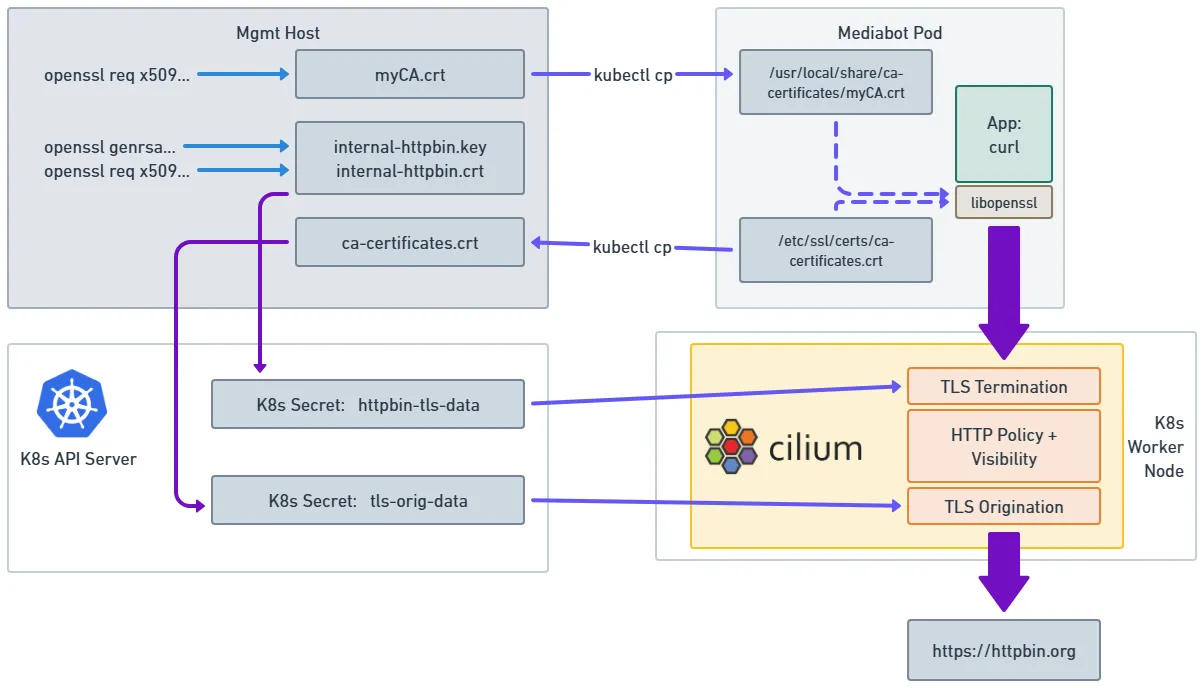 Mgmt Host
openssl req x509...
myCA.crt
kubectl cp
openssl genrsa...
openssl req x509...
internal-httpbin.key
internal-httpbin.crt
ca-certificates.crt
kubectl cp
Mediabot Pod
/usr/local/share/ca-
certificates/myCA.crt
App:
curl
libopenssl
/etc/ssl/certs/ca-
certificates.crt
K8s API Server
K8s Secret: httpbin-tls-data
K8s Secret: tls-orig-data
cilium
TLS Termination
HTTP Policy +
Visibility
TLS Origination
K8s
Worker
Node
https://httpbin.org